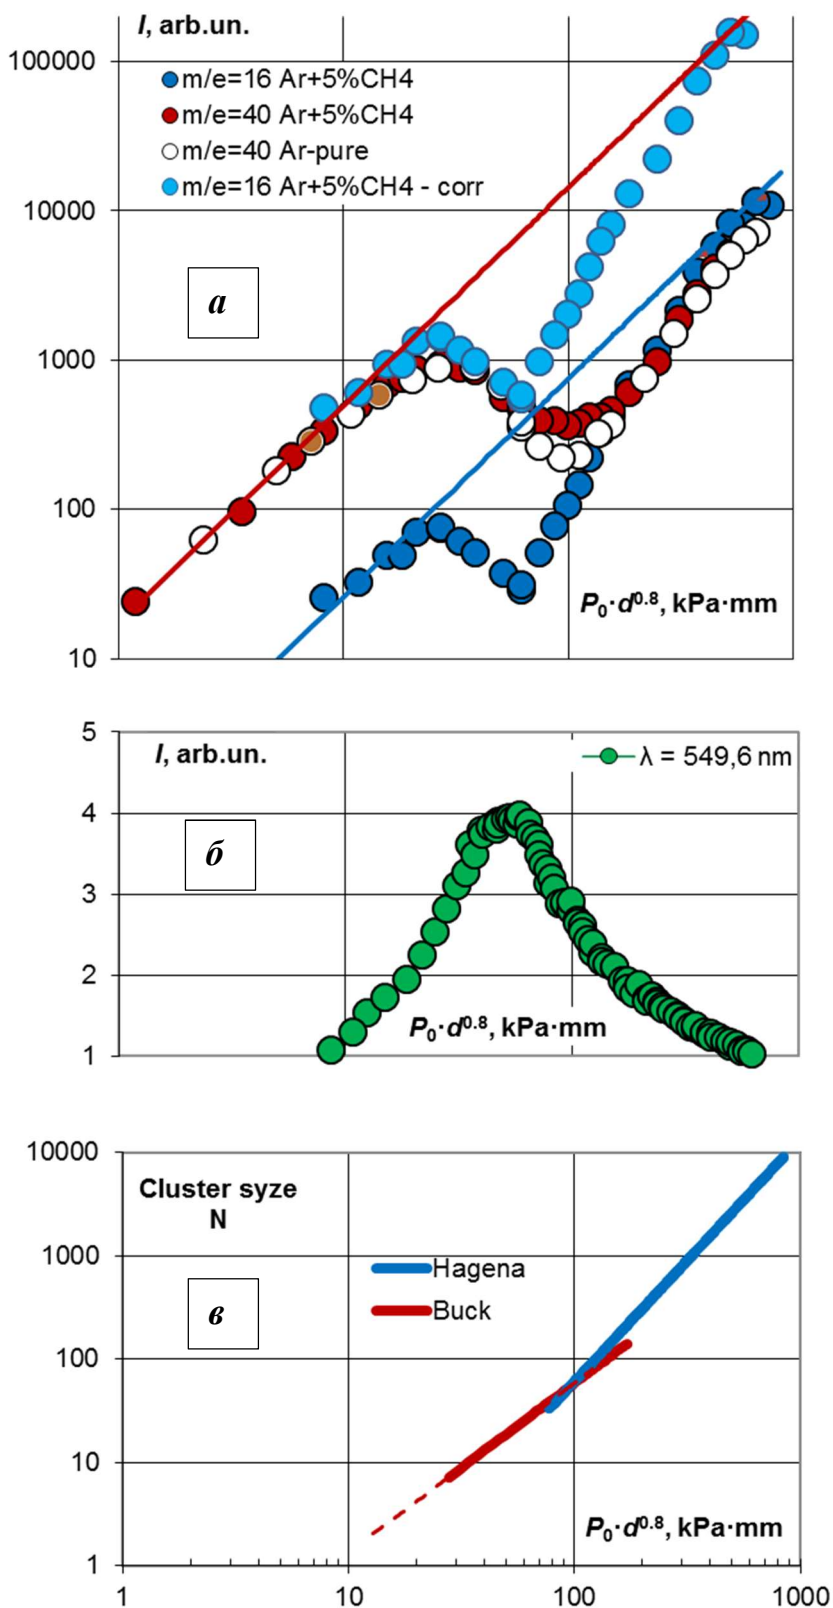 I, arb.un.
100000
m/e=16 Ar+5%CH4
m/e=40 Ar+5%CH4
m/e=40 Ar-pure
m/e=16 Ar+5%CH4 - corr
10000
а
1000
100
P₀·d⁰·⁸, kPa·mm
10
5
I, arb.un.
λ = 549,6 nm
4
б
3
2
P₀·d⁰·⁸, kPa·mm
1
10000
Cluster syze
N
1000
Hagena
в
Buck
100
10
P₀·d⁰·⁸, kPa·mm
1
1 10 100 1000